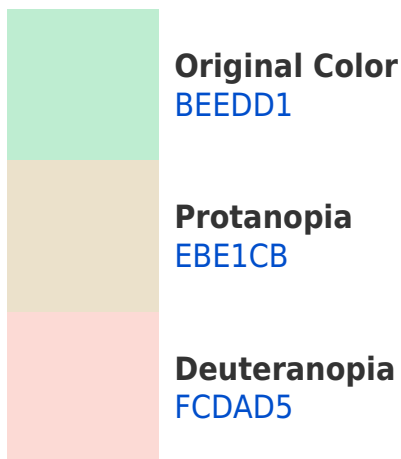 Original Color
BEEDD1
Protanopia
EBE1CB
Deuteranopia
FCDAD5